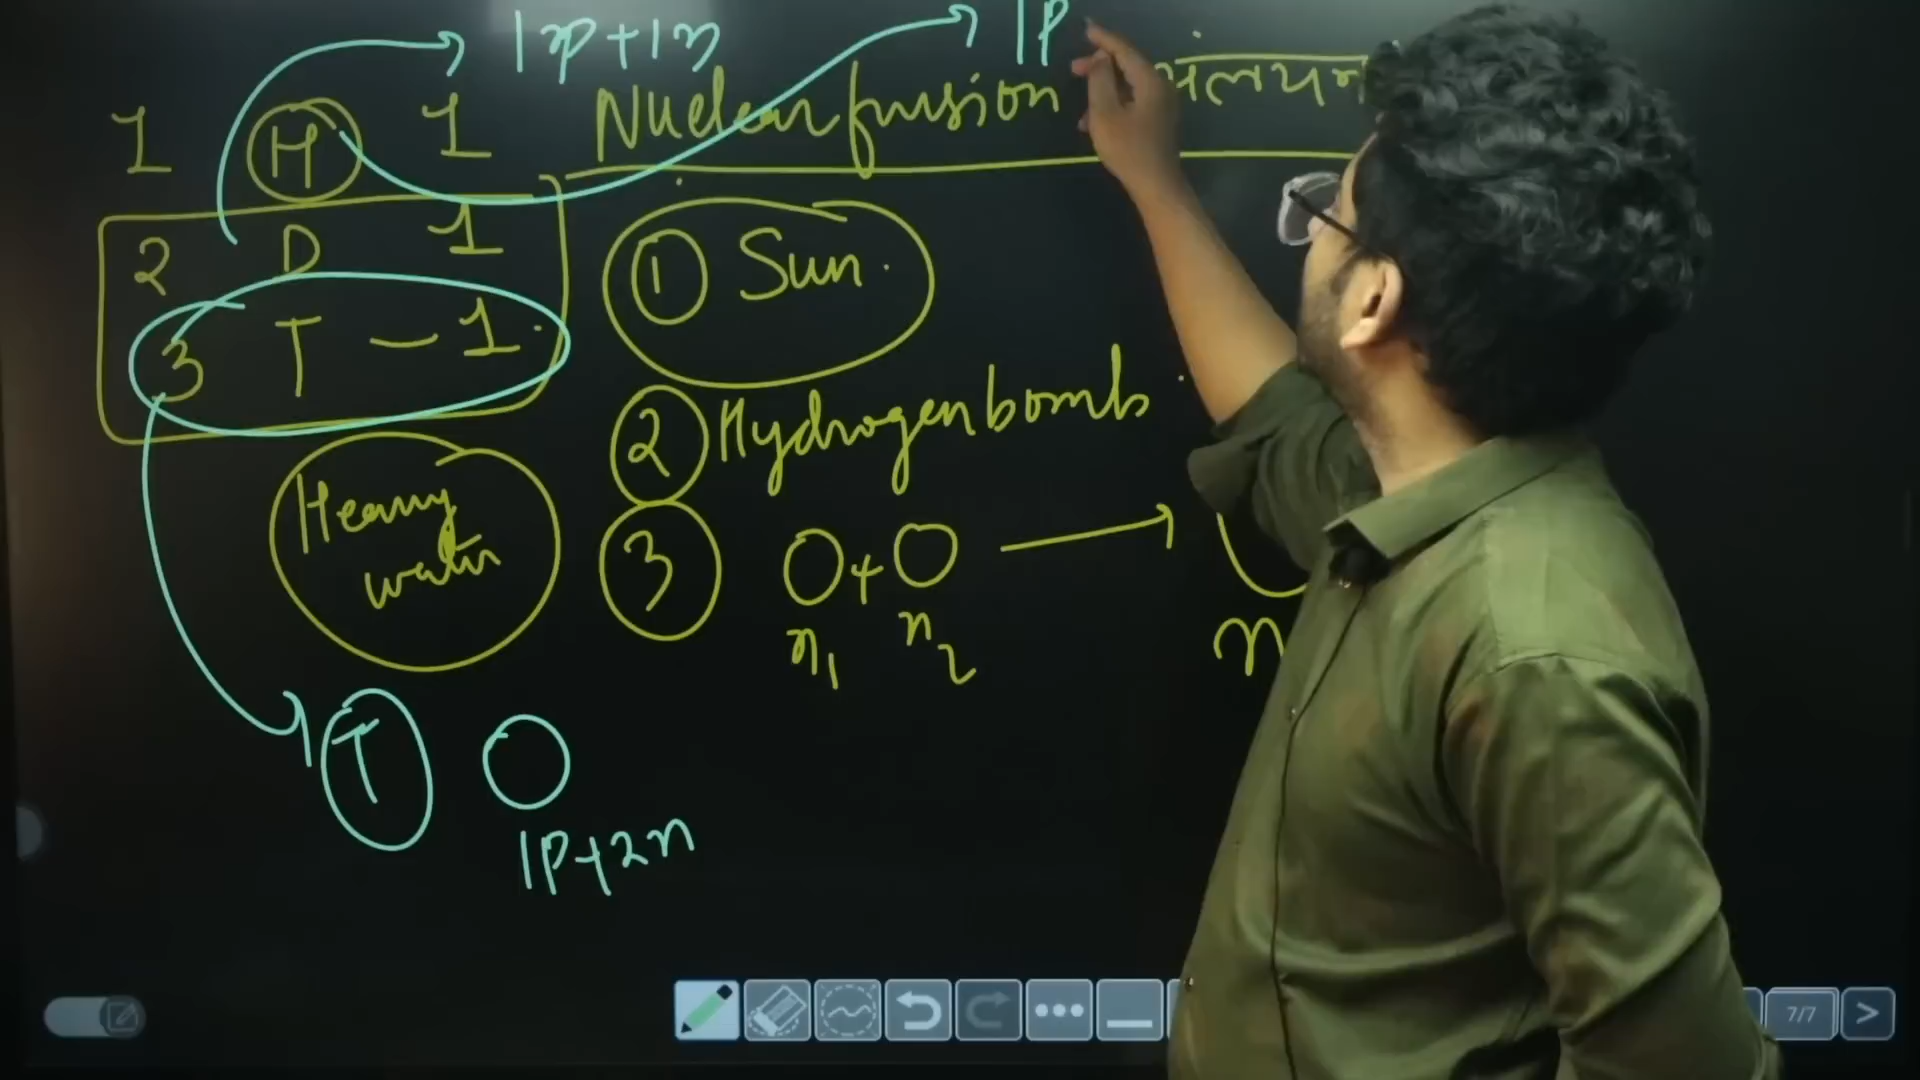 1p+1n
1p
1 H 1
Nuclear fusion संलयन
2 D 1
3 T – 1
① Sun.
② Hydrogen bomb
Heavy
water
③ O + O →
n1 n2 n
T O
1p+2n
7/7
>